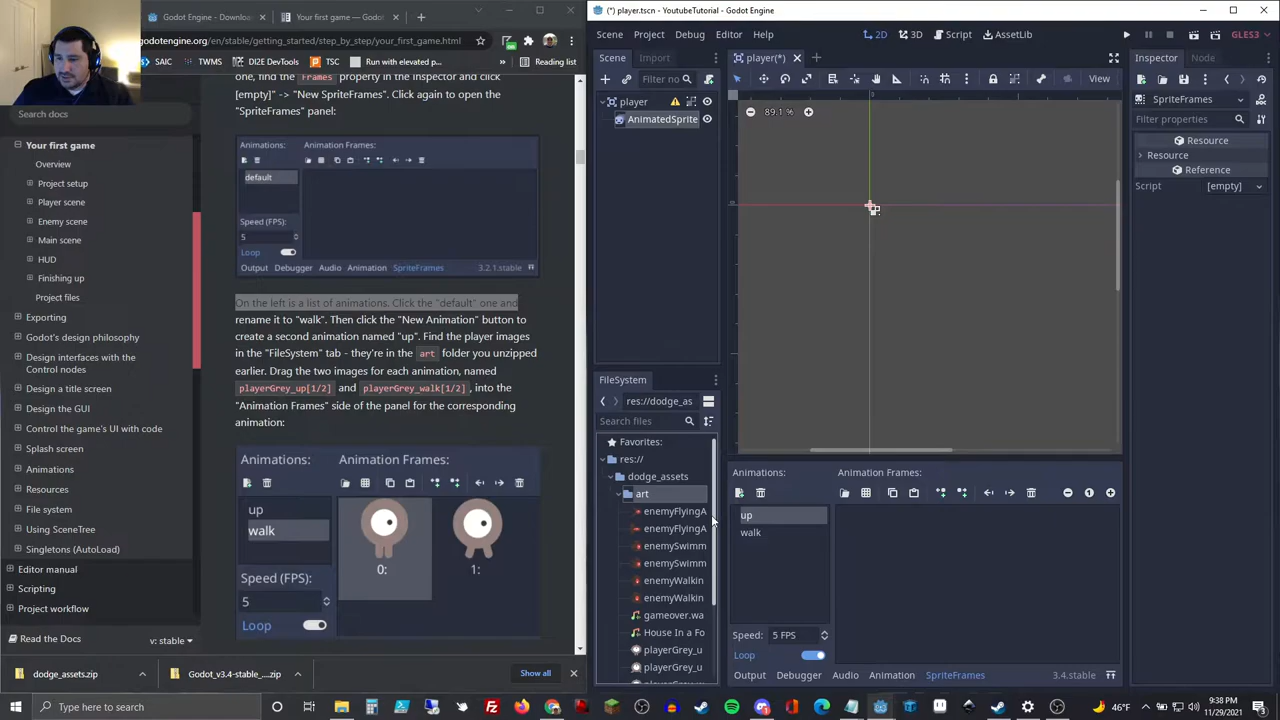 Godot Engine - Downloa
Your first game — Godo
godotengine.org/en/stable/getting_started/step_by_step/your_first_game.html
SAIC
TWMS
DI2E DevTools
TSC
Run with elevated p...
Reading list
Search docs
Your first game
Overview
Project setup
Player scene
Enemy scene
Main scene
HUD
Finishing up
Project files
Exporting
Godot's design philosophy
Design interfaces with the
Control nodes
Design a title screen
Design the GUI
Control the game's UI with code
Splash screen
Animations
Resources
File system
Using SceneTree
Singletons (AutoLoad)
Editor manual
Scripting
Project workflow
Read the Docs
v: stable
one, find the Frames property in the Inspector and click
[empty]" -> "New SpriteFrames". Click again to open the
"SpriteFrames" panel:
Animations:
Animation Frames:
default
Speed (FPS):
5
Loop
Output Debugger Audio Animation SpriteFrames 3.2.1.stable
On the left is a list of animations. Click the "default" one and
rename it to "walk". Then click the "New Animation" button to
create a second animation named "up". Find the player images
in the "FileSystem" tab - they're in the art folder you unzipped
earlier. Drag the two images for each animation, named
playerGrey_up[1/2] and playerGrey_walk[1/2], into the
"Animation Frames" side of the panel for the corresponding
animation:
Animations:
Animation Frames:
up
walk
Speed (FPS):
5
Loop
0:
1:
dodge_assets.zip
Godot_v3.4-stable_....zip
Show all
(*) player.tscn - YoutubeTutorial - Godot Engine
Scene Project Debug Editor Help
2D 3D Script AssetLib
GLES3
Scene Import
Filter no
player
AnimatedSprite
player(*)
View
0
0
89.1 %
FileSystem
res://dodge_as
Search files
Favorites:
res://
dodge_assets
art
enemyFlyingA
enemyFlyingA
enemySwimm
enemySwimm
enemyWalkin
enemyWalkin
gameover.wa
House In a Fo
playerGrey_u
playerGrey_u
Animations:
Animation Frames:
up
walk
Speed: 5 FPS
Loop
Output Debugger Audio Animation SpriteFrames 3.4.stable
Inspector Node
SpriteFrames
Filter properties
Resource
Resource
Reference
Script [empty]
Type here to search
46°F
9:38 PM
11/29/2021